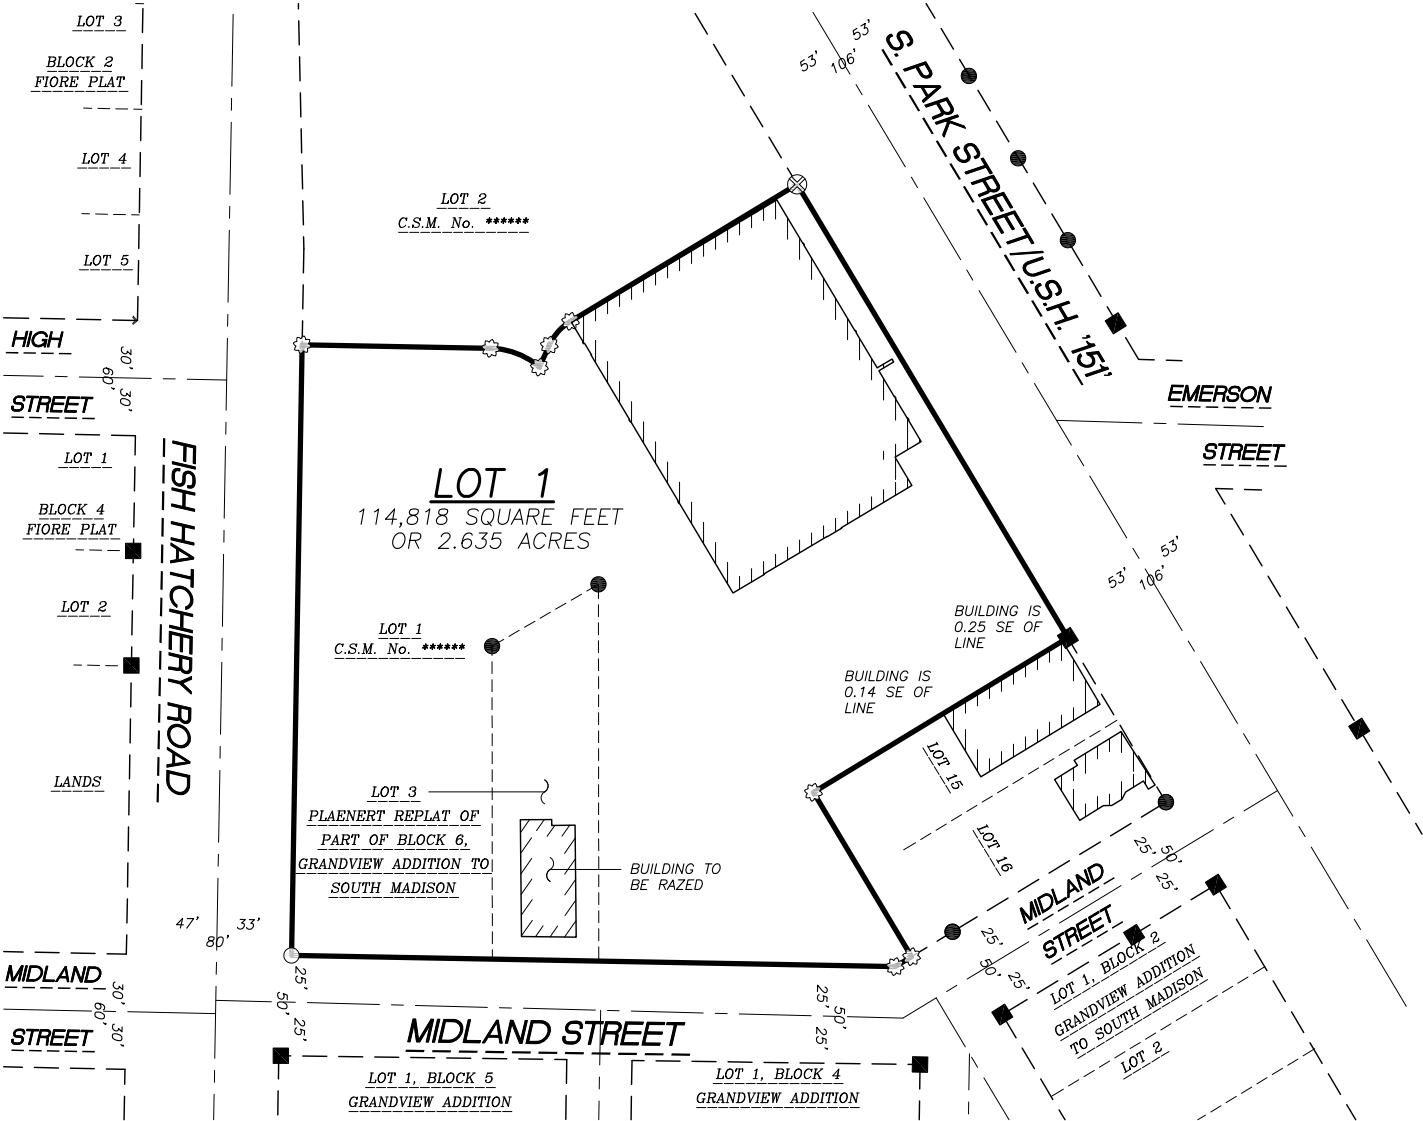 LOT 3
BLOCK 2
FIORE PLAT
LOT 4
LOT 5
HIGH
STREET
30'
60'
30'
LOT 1
BLOCK 4
FIORE PLAT
LOT 2
LANDS
FISH HATCHERY ROAD
47'
33'
80'
MIDLAND
STREET
30'
60'
30'
LOT 2
C.S.M. No. ******
53'
53'
106'
S. PARK STREET/U.S.H. '151'
EMERSON
STREET
LOT 1
114,818 SQUARE FEET
OR 2.635 ACRES
LOT 1
C.S.M. No. ******
53'
53'
106'
BUILDING IS
0.25 SE OF
LINE
BUILDING IS
0.14 SE OF
LINE
LOT 15
LOT 16
LOT 3
PLAENERT REPLAT OF
PART OF BLOCK 6,
GRANDVIEW ADDITION TO
SOUTH MADISON
BUILDING TO
BE RAZED
25'
50'
25'
MIDLAND
STREET
25'
50'
25'
25'
50'
25'
25'
50'
25'
MIDLAND STREET
LOT 1, BLOCK 5
GRANDVIEW ADDITION
LOT 1, BLOCK 4
GRANDVIEW ADDITION
LOT 1, BLOCK 2
GRANDVIEW ADDITION
TO SOUTH MADISON
LOT 2